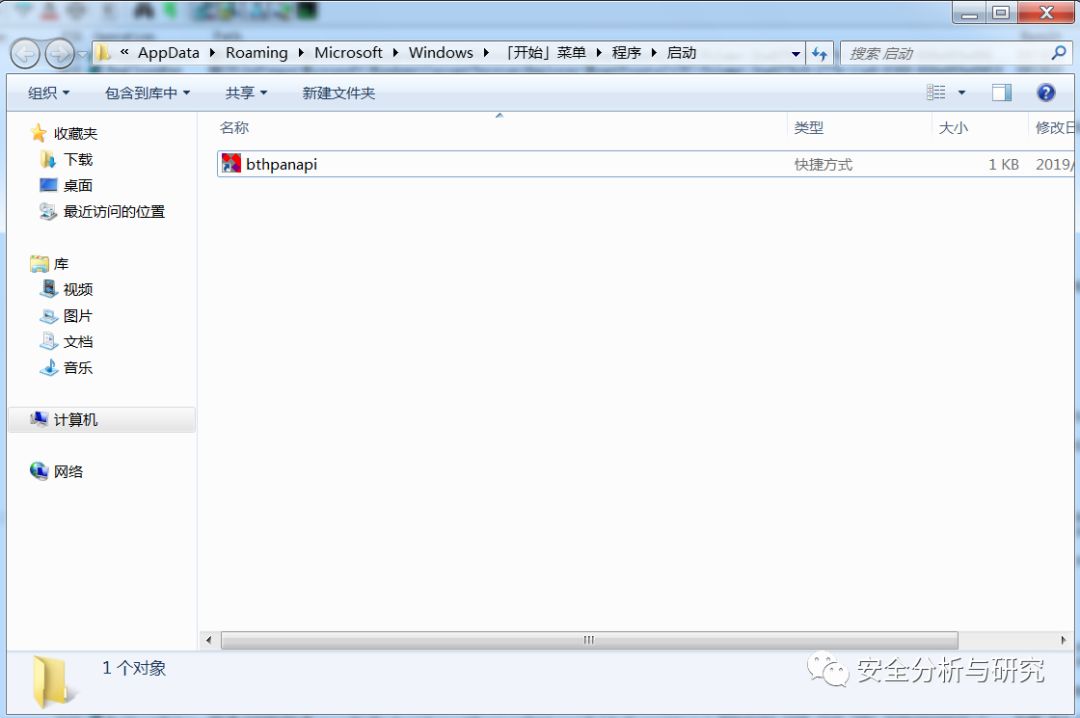 « AppData Roaming Microsoft Windows 「开始」菜单 程序 启动 搜索 启动
组织 包含到库中 共享 新建文件夹
名称 类型 大小
bthpanapi 快捷方式 1 KB 2019/
收藏夹
下载
桌面
最近访问的位置
库
视频
图片
文档
音乐
计算机
网络
1 个对象
安全分析与研究